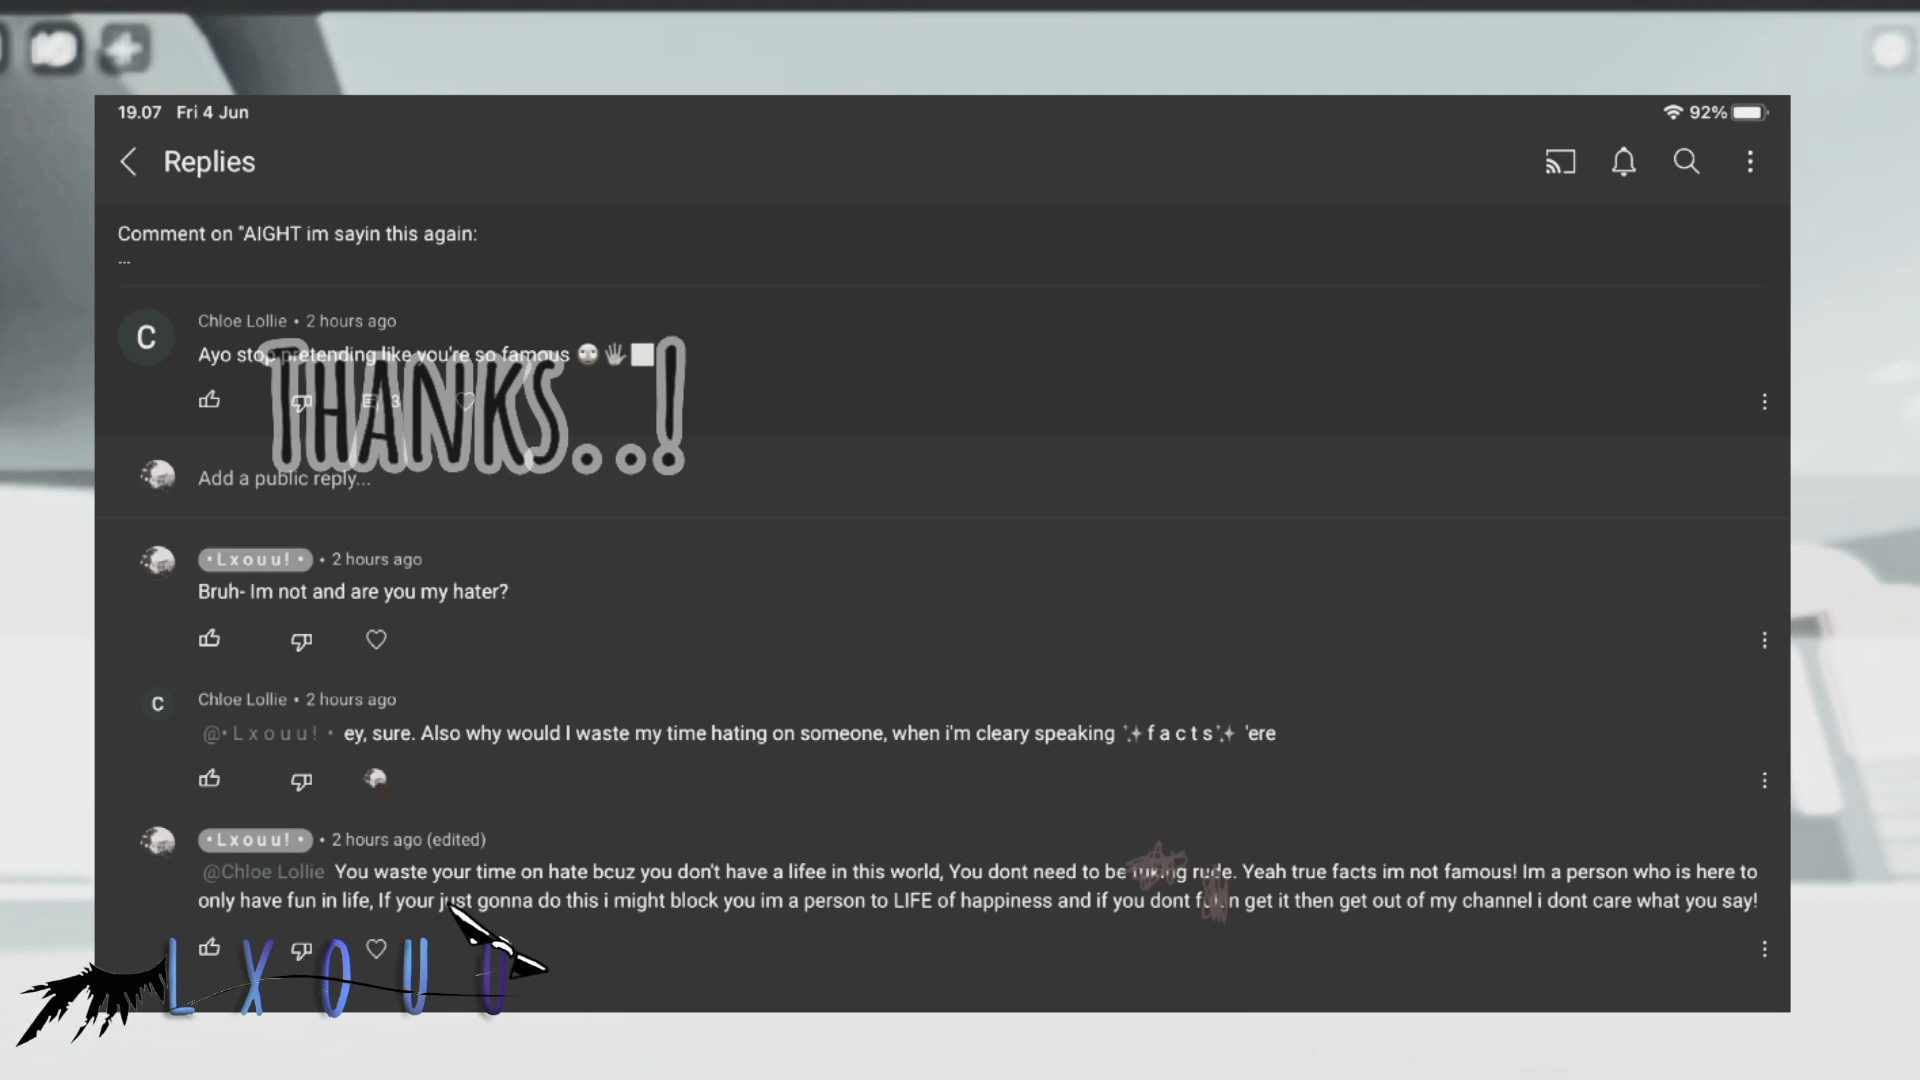 19.07 Fri 4 Jun
92%
Replies
Comment on "AIGHT im sayin this again:
...
C
Chloe Lollie • 2 hours ago
Ayo stop pretending like you're so famous
THANKS..!
3
Add a public reply...
•Lxouu!• • 2 hours ago
Bruh- Im not and are you my hater?
C
Chloe Lollie • 2 hours ago
@•Lxouu!• ey, sure. Also why would I waste my time hating on someone, when i'm cleary speaking ✨f a c t s✨ 'ere
•Lxouu!• • 2 hours ago (edited)
@Chloe Lollie You waste your time on hate bcuz you don't have a lifee in this world, You dont need to be rude. Yeah true facts im not famous! Im a person who is here to
only have fun in life, If your just gonna do this i might block you im a person to LIFE of happiness and if you dont get it then get out of my channel i dont care what you say!
LXOUU